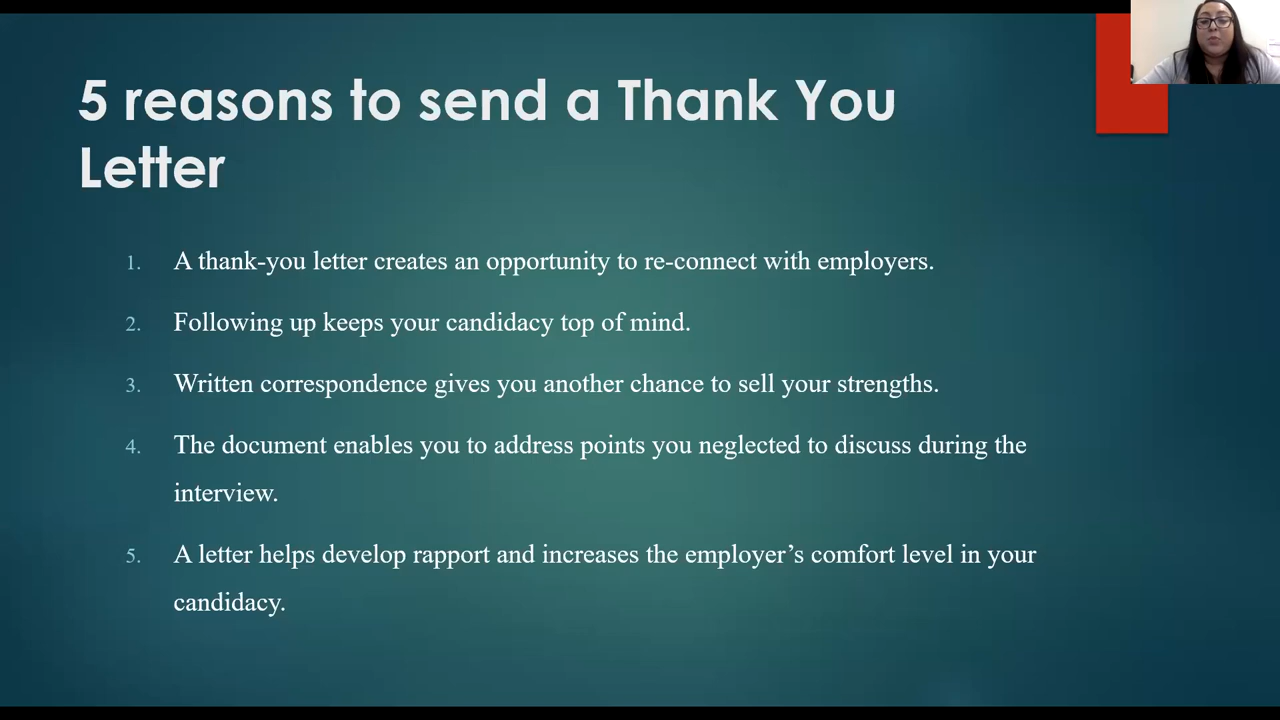 5 reasons to send a Thank You
Letter
1. A thank-you letter creates an opportunity to re-connect with employers.
2. Following up keeps your candidacy top of mind.
3. Written correspondence gives you another chance to sell your strengths.
4. The document enables you to address points you neglected to discuss during the
interview.
5. A letter helps develop rapport and increases the employer’s comfort level in your
candidacy.